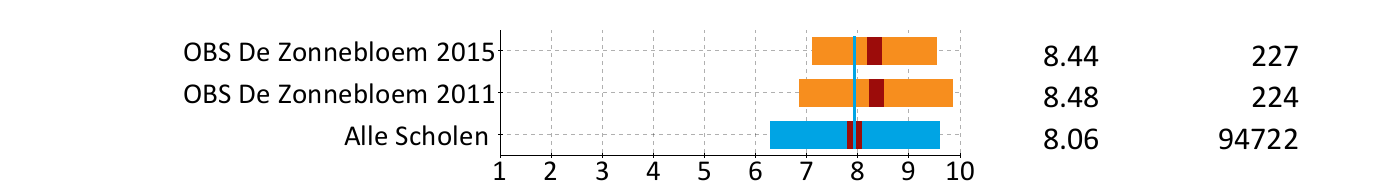 OBS De Zonnebloem 2015 8.44 227
OBS De Zonnebloem 2011 8.48 224
Alle Scholen 8.06 94722
1 2 3 4 5 6 7 8 9 10